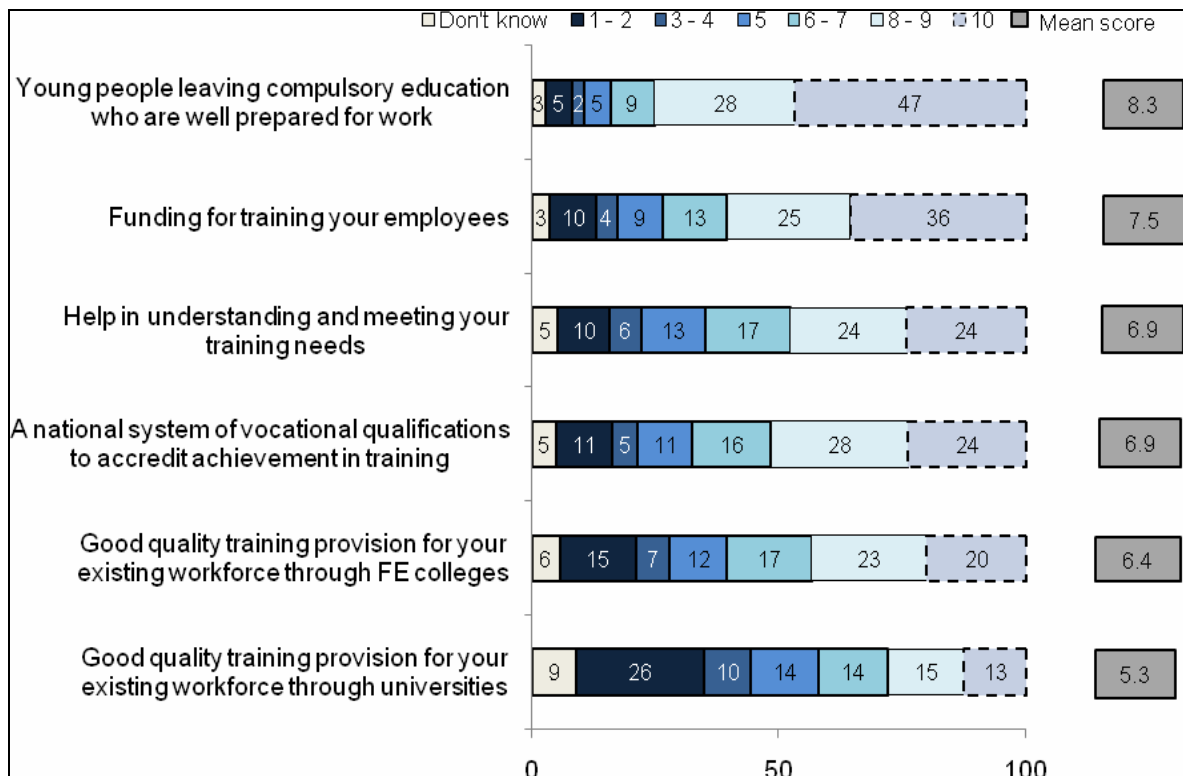 Don't know 1 - 2 3 - 4 5 6 - 7 8 - 9 10 Mean score
Young people leaving compulsory education
who are well prepared for work
3 5 2 5 9 28 47 8.3
Funding for training your employees
3 10 4 9 13 25 36 7.5
Help in understanding and meeting your
training needs
5 10 6 13 17 24 24 6.9
A national system of vocational qualifications
to accredit achievement in training
5 11 5 11 16 28 24 6.9
Good quality training provision for your
existing workforce through FE colleges
6 15 7 12 17 23 20 6.4
Good quality training provision for your
existing workforce through universities
9 26 10 14 14 15 13 5.3
0 50 100